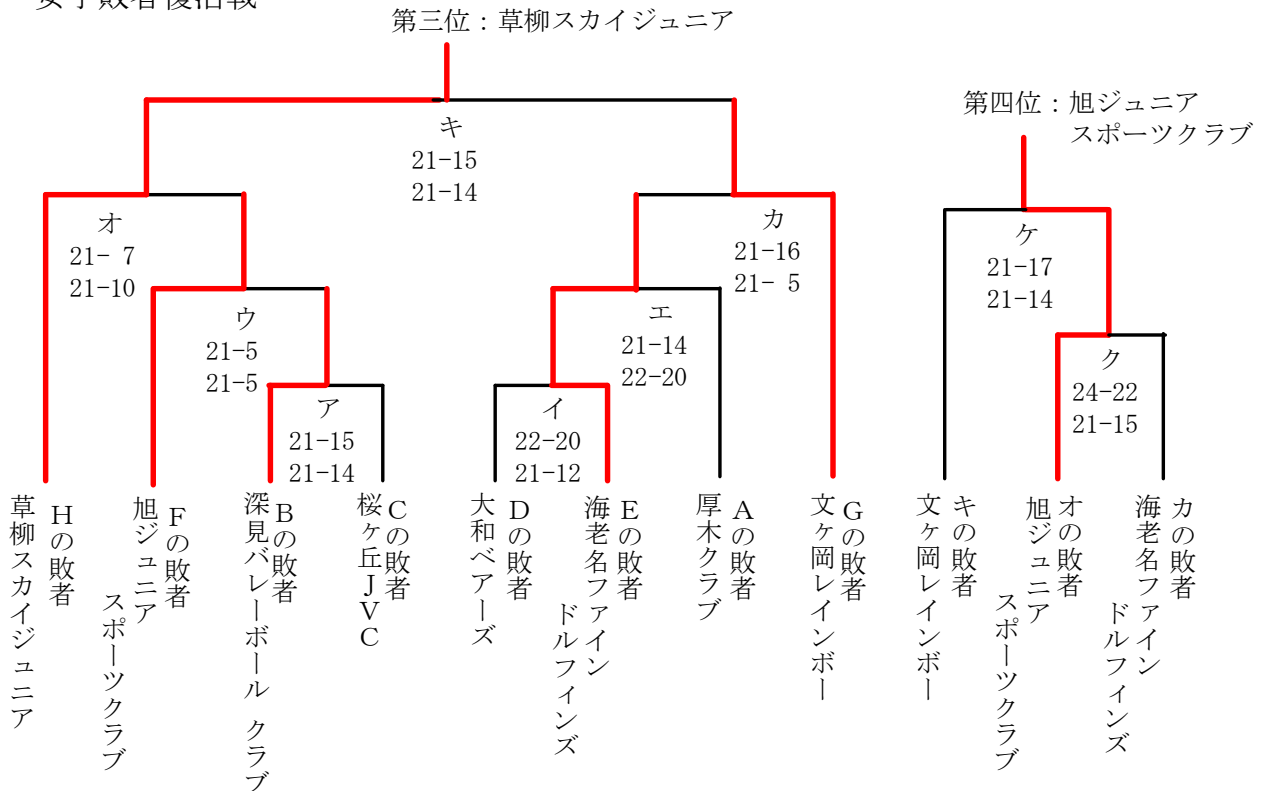 女子敗者復活戦
第三位：草柳スカイジュニア
キ
21-15
21-14
オ
21- 7
21-10
カ
21-16
21- 5
ウ
21-5
21-5
エ
21-14
22-20
ア
21-15
21-14
イ
22-20
21-12
Hの敗者
草柳スカイジュニア
Fの敗者
旭ジュニア
スポーツクラブ
Bの敗者
深見バレーボール クラブ
Cの敗者
桜ヶ丘JVC
Dの敗者
大和ベアーズ
Eの敗者
海老名ファイン
ドルフィンズ
Aの敗者
厚木クラブ
Gの敗者
文ヶ岡レインボー
第四位：旭ジュニア
スポーツクラブ
ケ
21-17
21-14
ク
24-22
21-15
キの敗者
文ヶ岡レインボー
オの敗者
旭ジュニア
スポーツクラブ
カの敗者
海老名ファイン
ドルフィンズ